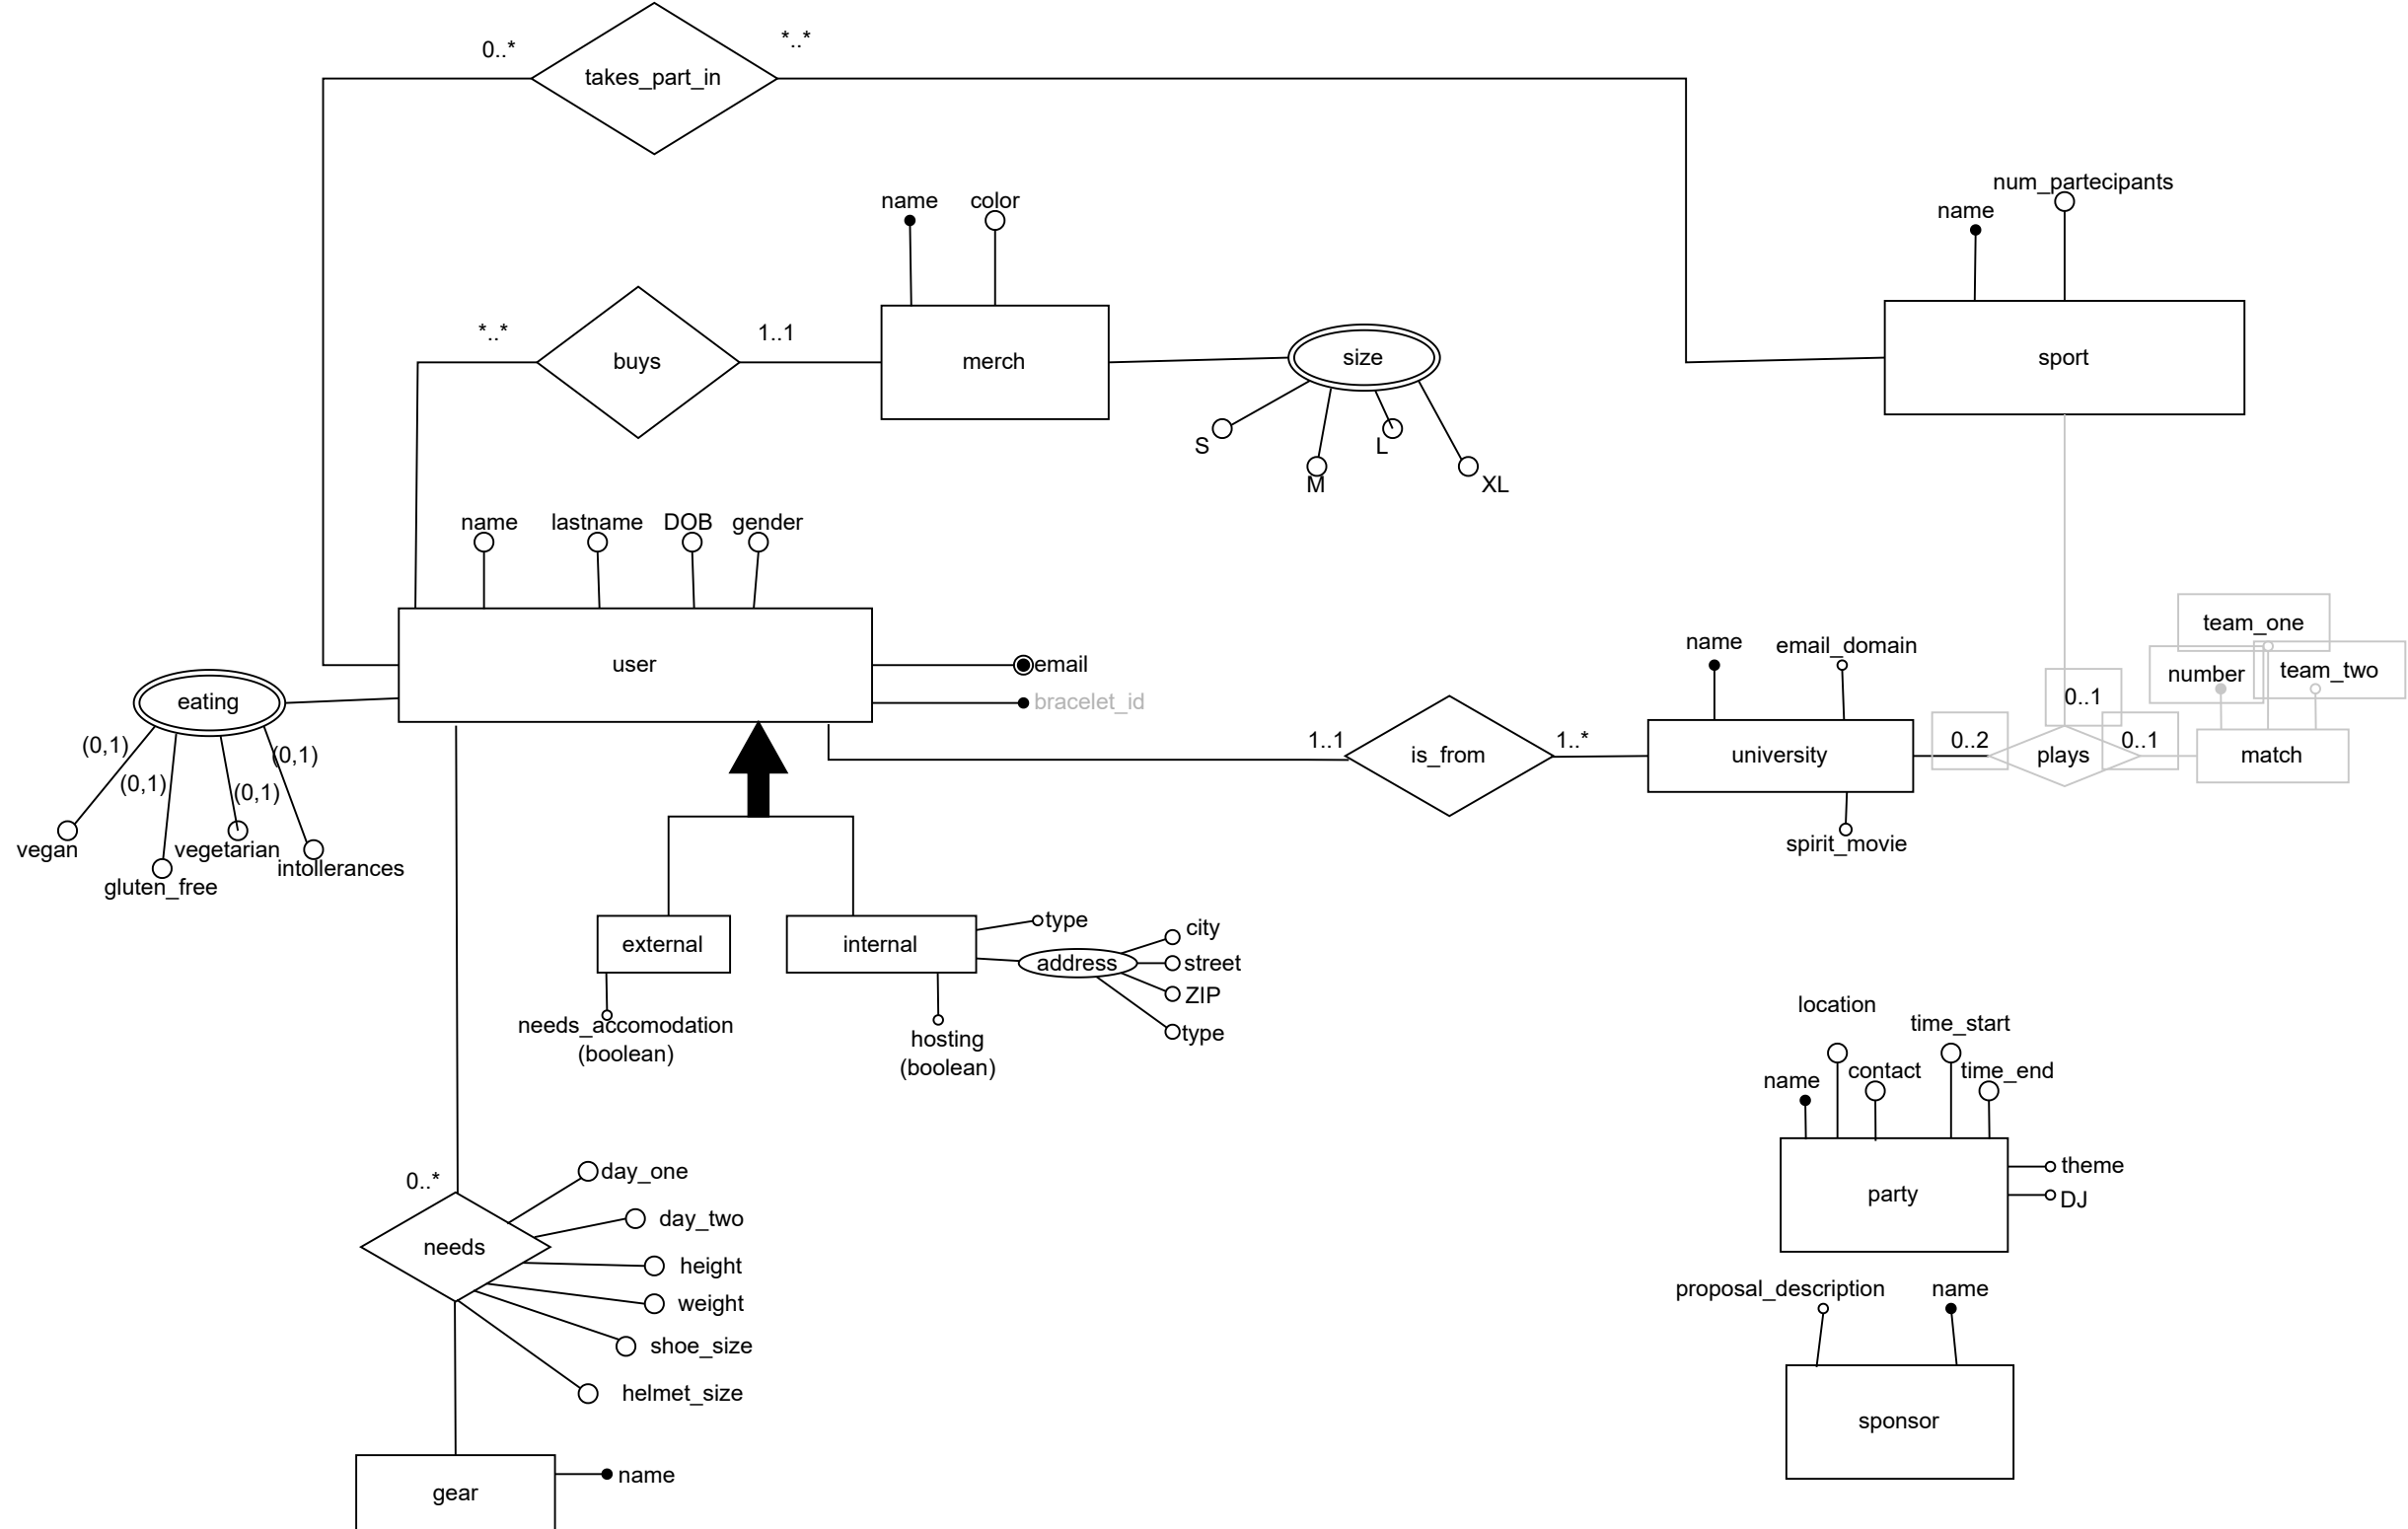 0..*
*..*
takes_part_in
name
color
num_partecipants
name
*..*
1..1
buys
merch
size
sport
S
L
M
XL
name
lastname
DOB
gender
user
email
bracelet_id
eating
(0,1)
(0,1)
(0,1)
(0,1)
vegan
vegetarian
gluten_free
intollerances
1..1
1..*
is_from
name
email_domain
university
spirit_movie
0..2
0..1
0..1
plays
team_one
number
team_two
match
external
internal
type
address
city
street
ZIP
type
needs_accomodation
(boolean)
hosting
(boolean)
location
time_start
name
contact
time_end
party
theme
DJ
0..*
needs
day_one
day_two
height
weight
shoe_size
helmet_size
proposal_description
name
sponsor
gear
name